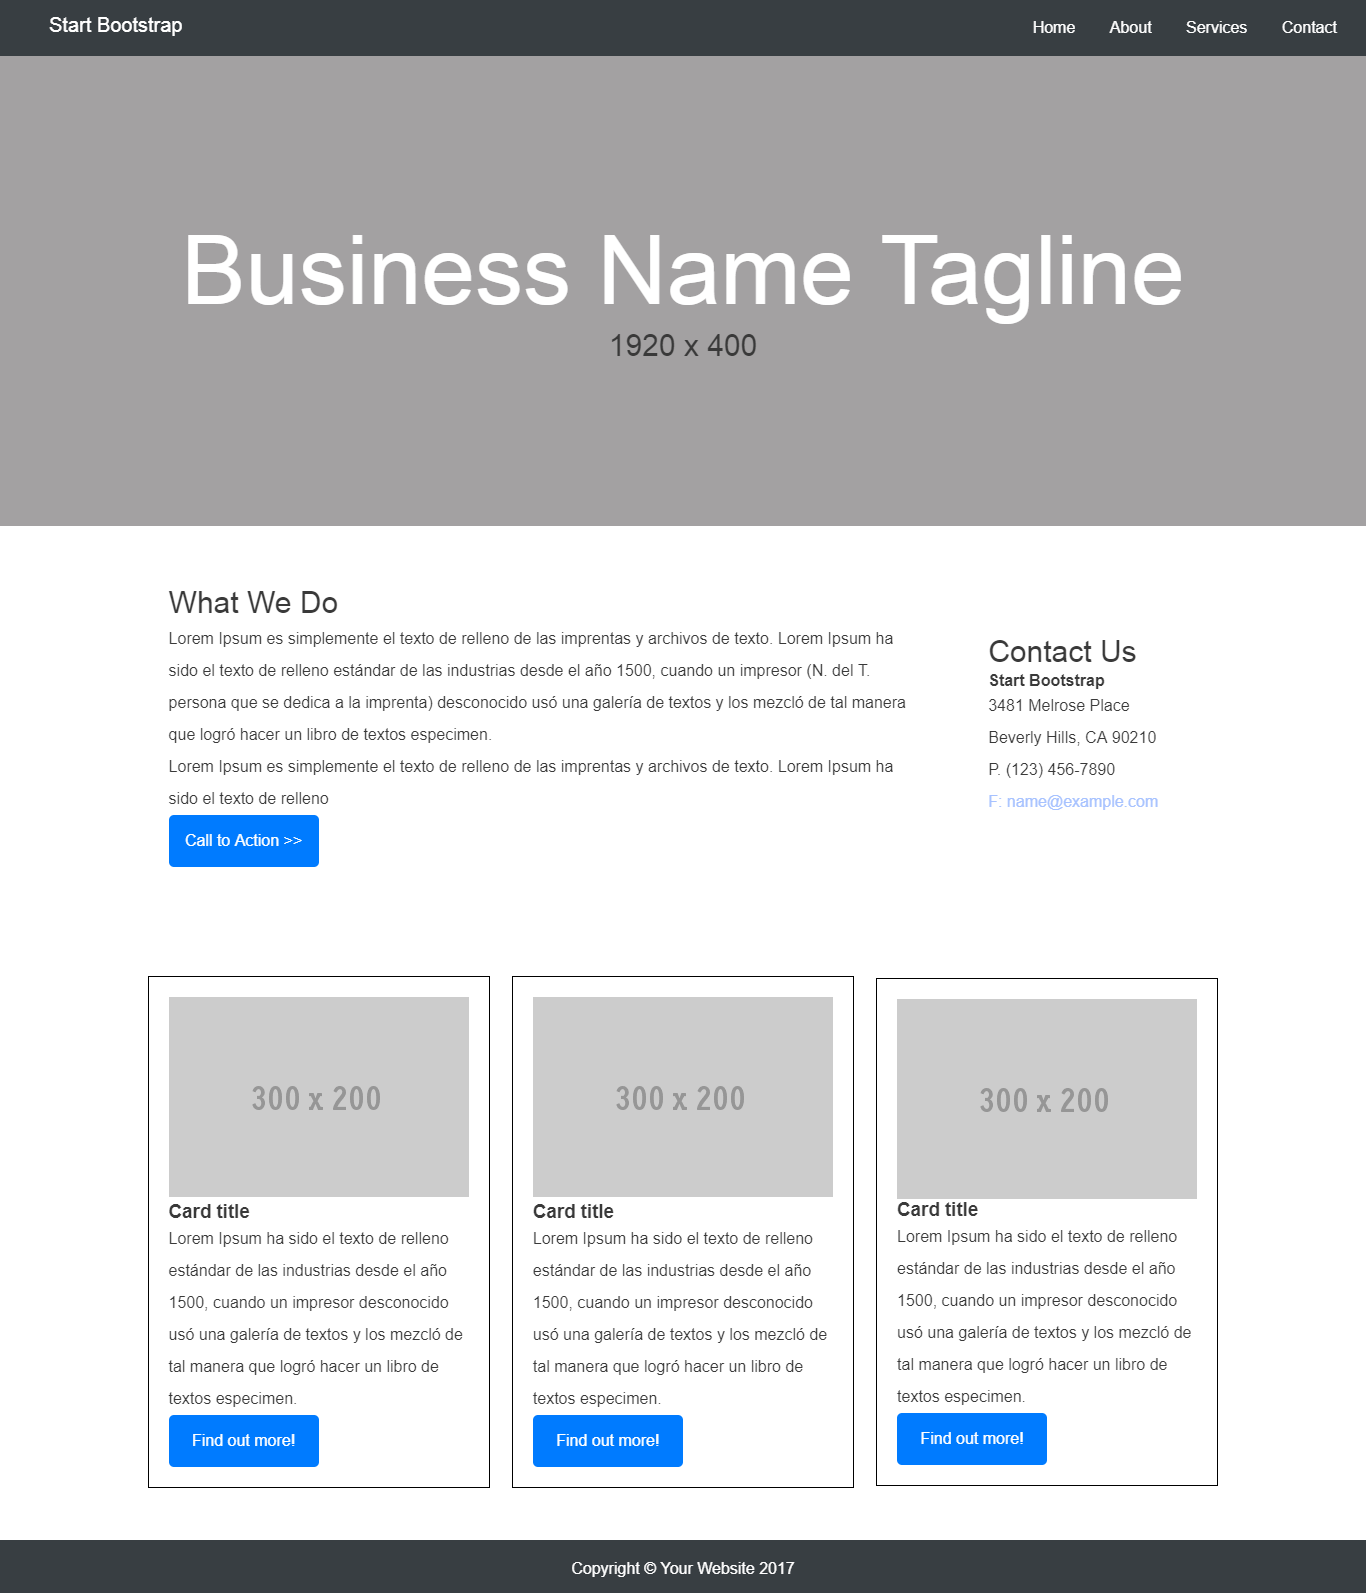 Start Bootstrap
Home About Services Contact
Business Name Tagline
1920 x 400
What We Do
Lorem Ipsum es simplemente el texto de relleno de las imprentas y archivos de texto. Lorem Ipsum ha
sido el texto de relleno estándar de las industrias desde el año 1500, cuando un impresor (N. del T.
persona que se dedica a la imprenta) desconocido usó una galería de textos y los mezcló de tal manera
que logró hacer un libro de textos especimen.
Lorem Ipsum es simplemente el texto de relleno de las imprentas y archivos de texto. Lorem Ipsum ha
sido el texto de relleno
Call to Action >>
Contact Us
Start Bootstrap
3481 Melrose Place
Beverly Hills, CA 90210
P. (123) 456-7890
F: name@example.com
300 x 200
Card title
Lorem Ipsum ha sido el texto de relleno
estándar de las industrias desde el año
1500, cuando un impresor desconocido
usó una galería de textos y los mezcló de
tal manera que logró hacer un libro de
textos especimen.
Find out more!
300 x 200
Card title
Lorem Ipsum ha sido el texto de relleno
estándar de las industrias desde el año
1500, cuando un impresor desconocido
usó una galería de textos y los mezcló de
tal manera que logró hacer un libro de
textos especimen.
Find out more!
300 x 200
Card title
Lorem Ipsum ha sido el texto de relleno
estándar de las industrias desde el año
1500, cuando un impresor desconocido
usó una galería de textos y los mezcló de
tal manera que logró hacer un libro de
textos especimen.
Find out more!
Copyright © Your Website 2017